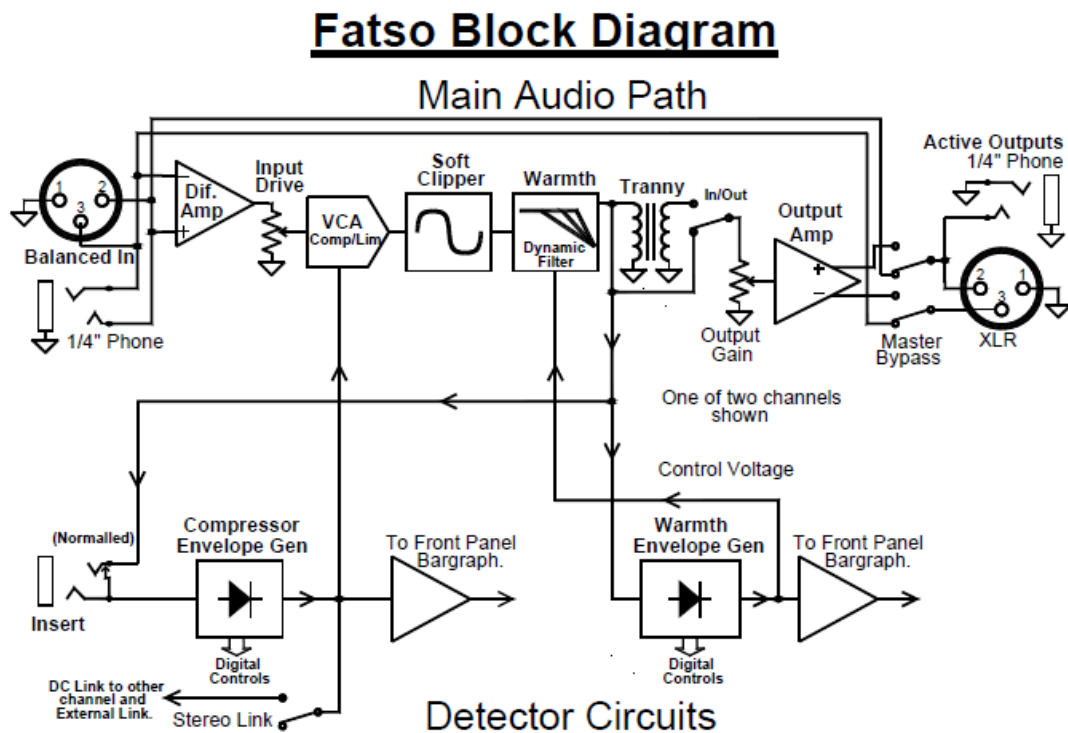 Fatso Block Diagram
Main Audio Path
Active Outputs
1/4" Phone
Balanced In
1
2
3
1/4" Phone
Dif.
Amp
−
+
Input
Drive
VCA
Comp/Lim
Soft
Clipper
Warmth
Dynamic
Filter
Tranny
In/Out
Output
Gain
Output
Amp
+
−
Master
Bypass
2
1
3
XLR
One of two channels
shown
Control Voltage
(Normalled)
Insert
Compressor
Envelope Gen
Digital
Controls
To Front Panel
Bargraph.
Warmth
Envelope Gen
Digital
Controls
To Front Panel
Bargraph.
DC Link to other
channel and
External Link.
Stereo Link
Detector Circuits